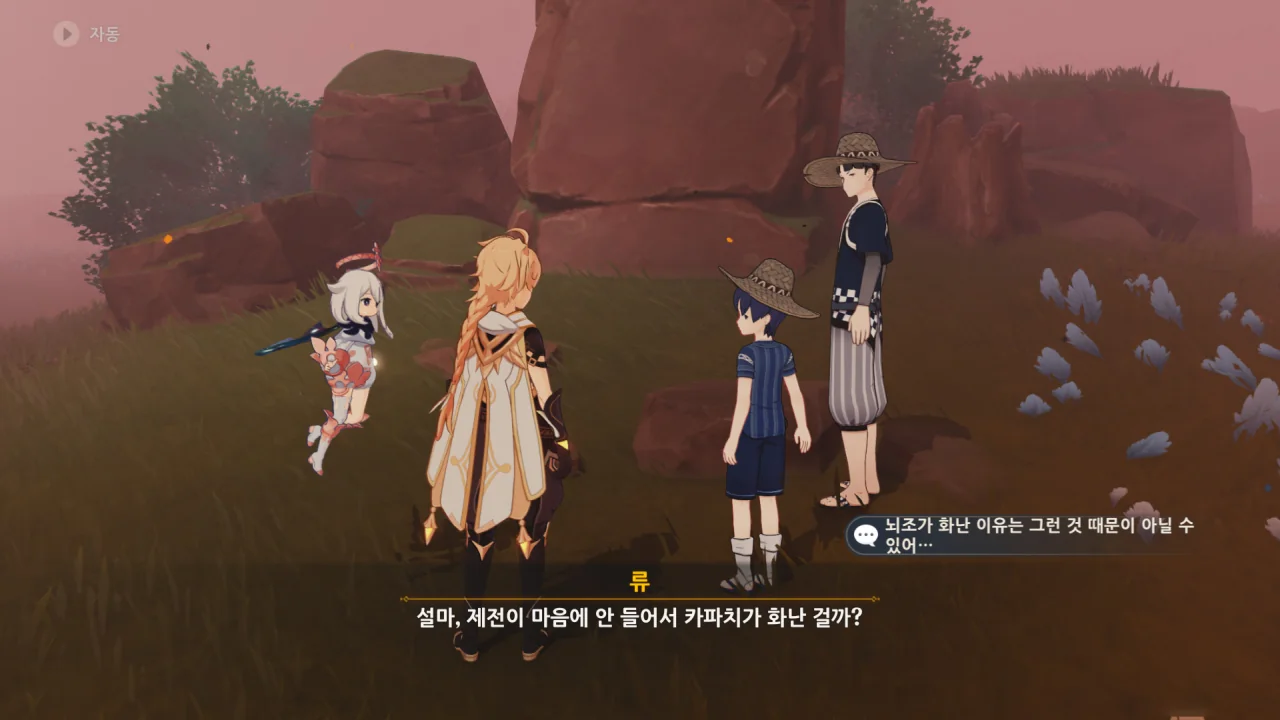 자동
뇌조가 화난 이유는 그런 것 때문이 아닐 수
있어…
류
설마, 제전이 마음에 안 들어서 카파치가 화난 걸까?